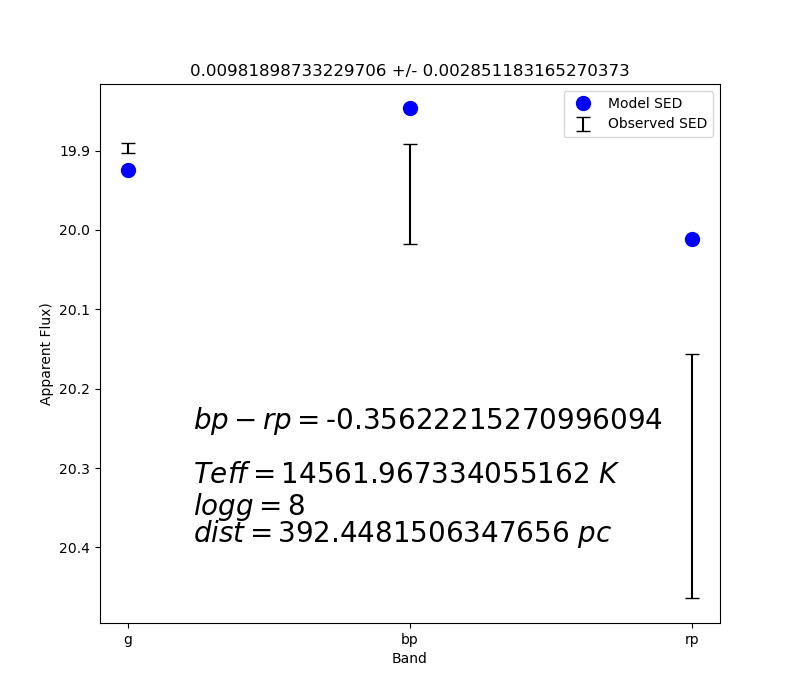 0.00981898733229706 +/- 0.002851183165270373
Model SED
Observed SED
19.9
20.0
20.1
20.2
20.3
20.4
Apparent Flux)
bp − rp = -0.35622215270996094
Teff = 14561.967334055162 K
logg = 8
dist = 392.4481506347656 pc
g
bp
rp
Band